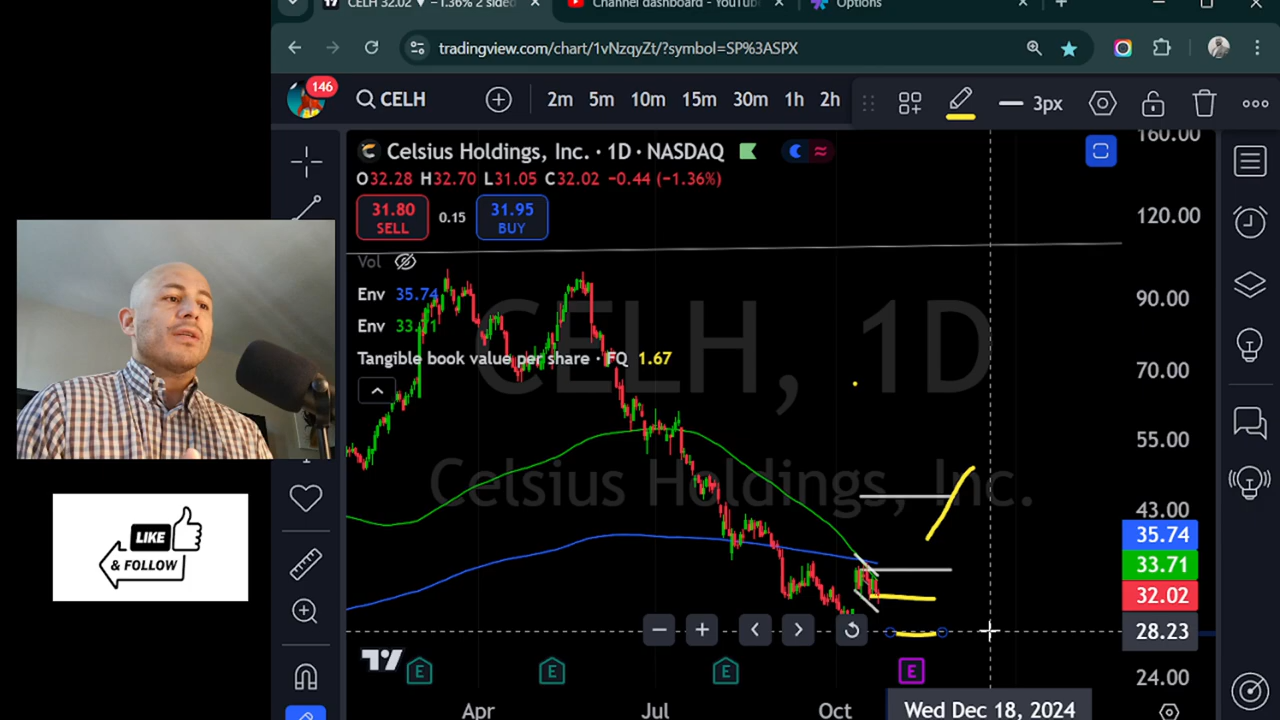 CELH 32.02 ▼ −1.36% 2 sided
Channel dashboard - YouTub
Options
tradingview.com/chart/1vNzqyZt/?symbol=SP%3ASPX
146
CELH
2m 5m 10m 15m 30m 1h 2h
3px
Celsius Holdings, Inc. · 1D · NASDAQ
O32.28 H32.70 L31.05 C32.02 −0.44 (−1.36%)
31.80
SELL
0.15
31.95
BUY
Vol
Env 35.74
Env 33.71
Tangible book value per share · FQ 1.67
CELH, 1D
Celsius Holdings, Inc.
160.00
120.00
90.00
70.00
55.00
43.00
35.74
33.71
32.02
28.23
24.00
E
E
E
E
Apr
Jul
Oct
Wed Dec 18, 2024
LIKE
& FOLLOW